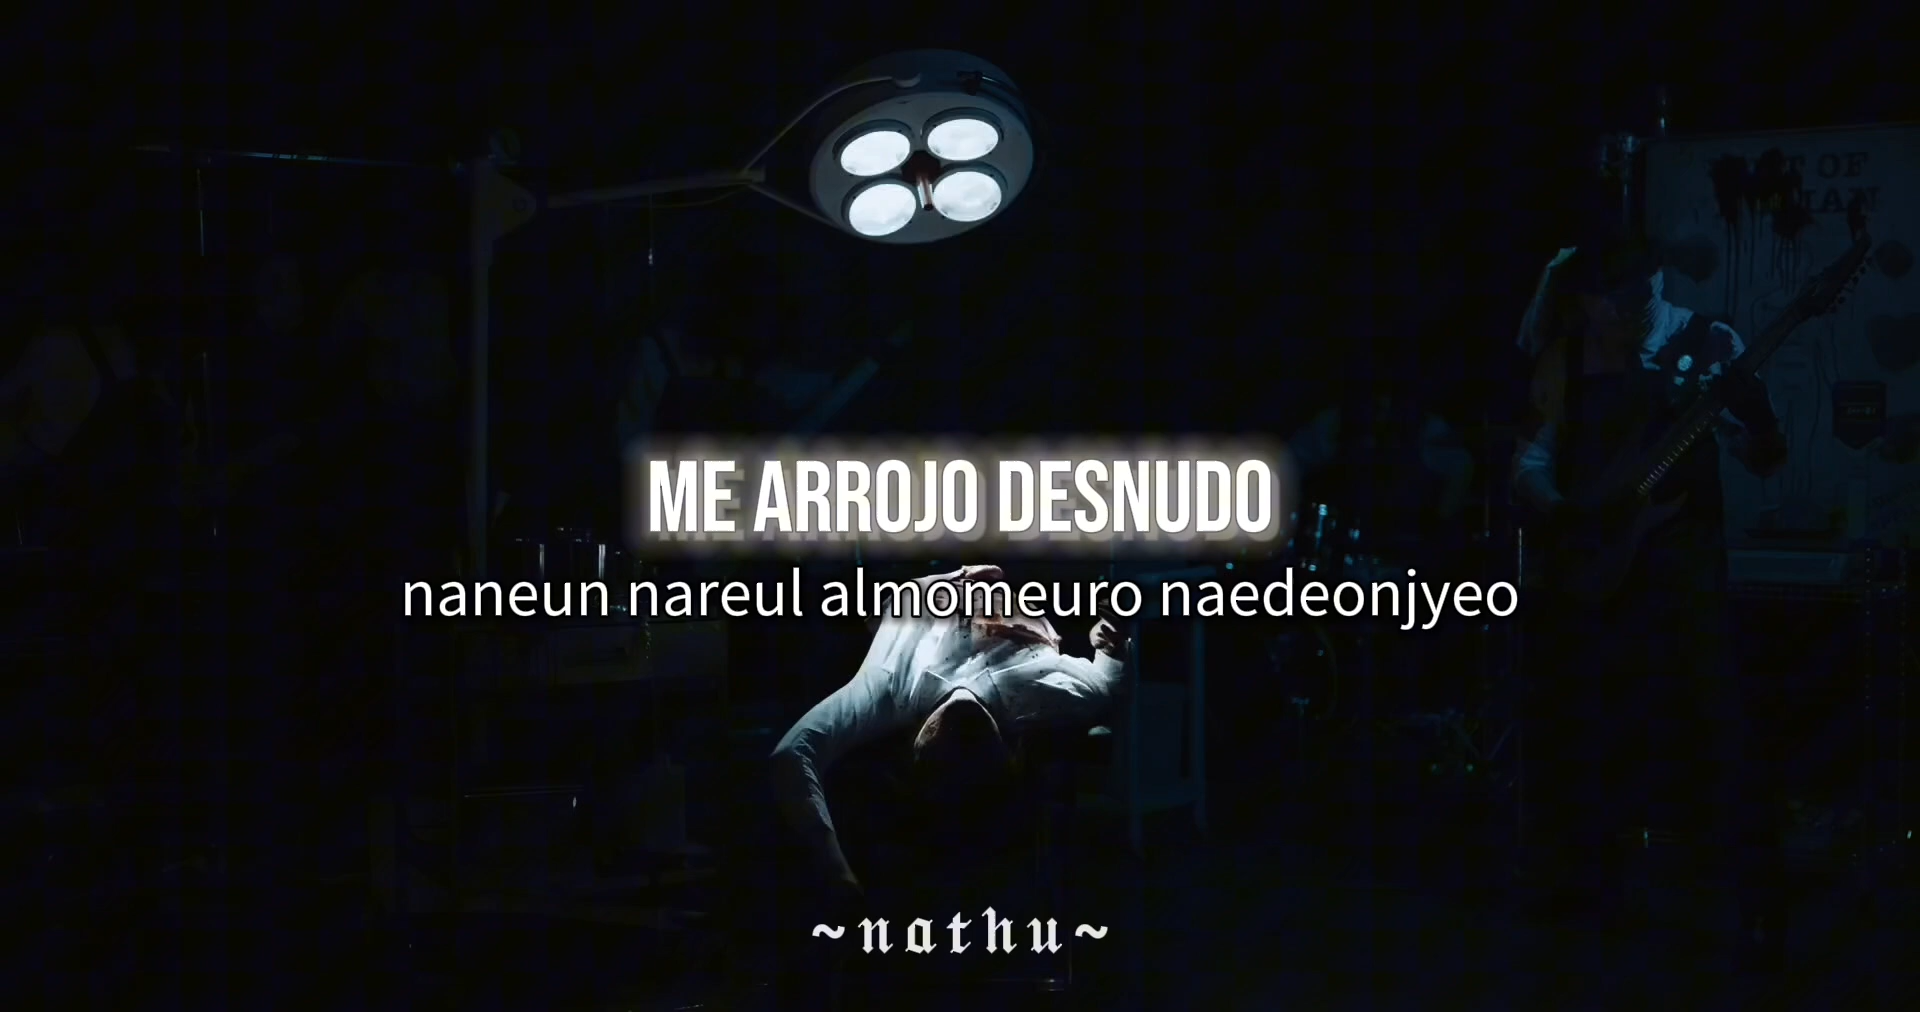 ME ARROJO DESNUDO
naneun nareul almomeuro naedeonjyeo
~nathu~